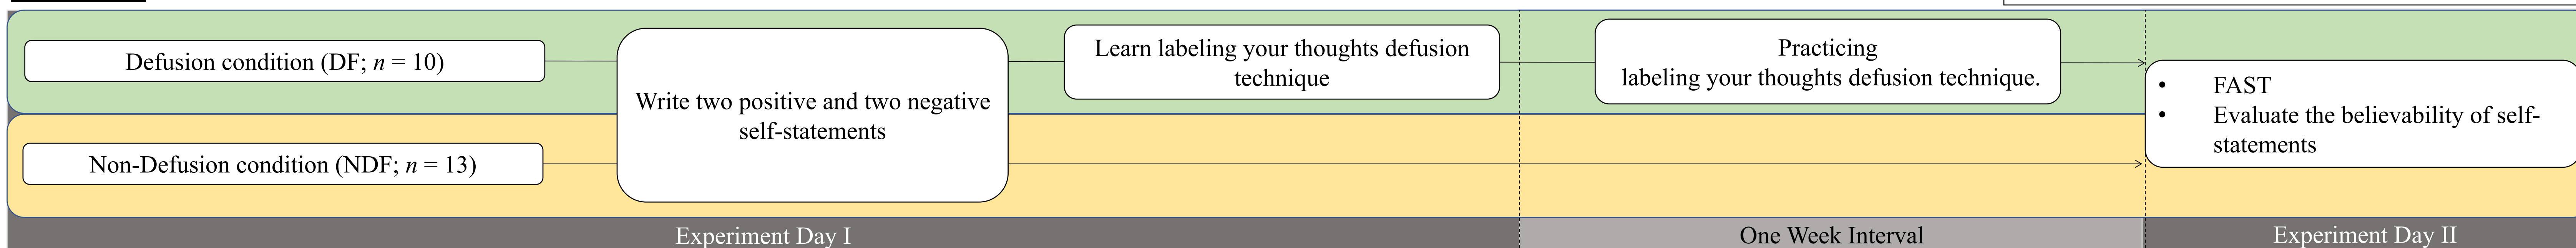 Defusion condition (DF; n = 10)
Non-Defusion condition (NDF; n = 13)
Write two positive and two negative
self-statements
Learn labeling your thoughts defusion
technique
Practicing
labeling your thoughts defusion technique.
• FAST
• Evaluate the believability of self-
statements
Experiment Day I
One Week Interval
Experiment Day II